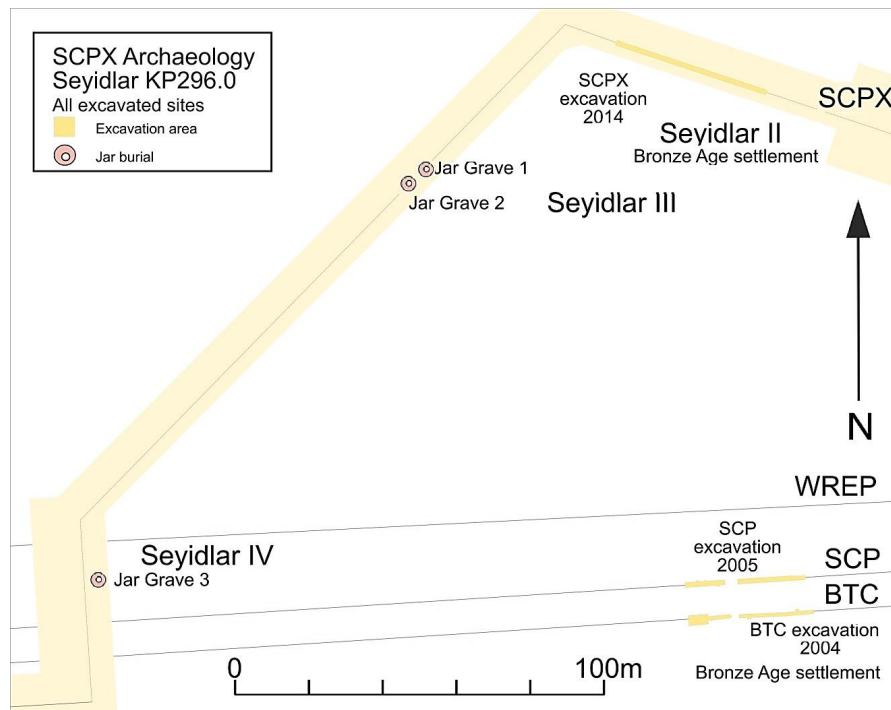 SCPX Archaeology
Seyidlar KP296.0
All excavated sites
Excavation area
Jar burial
SCPX
excavation
2014
SCPX
Seyidlar II
Bronze Age settlement
Jar Grave 1
Jar Grave 2
Seyidlar III
N
WREP
SCP
excavation
2005
SCP
Seyidlar IV
Jar Grave 3
BTC
BTC excavation
2004
Bronze Age settlement
0
100m